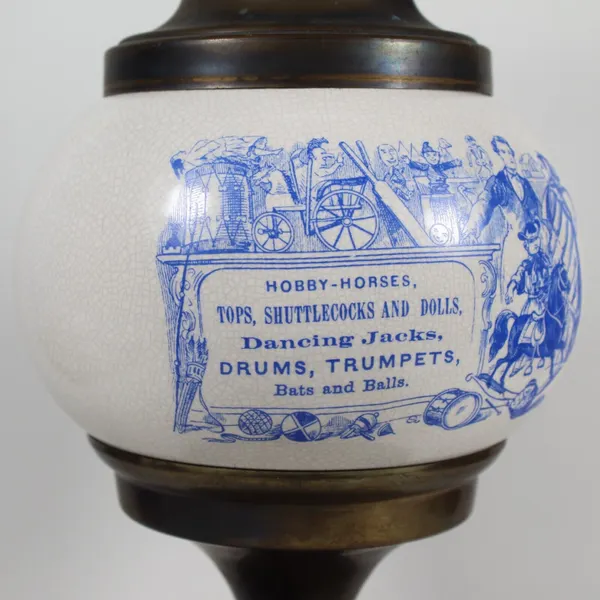 HOBBY-HORSES,
TOPS, SHUTTLECOCKS AND DOLLS,
Dancing Jacks,
DRUMS, TRUMPETS,
Bats and Balls.